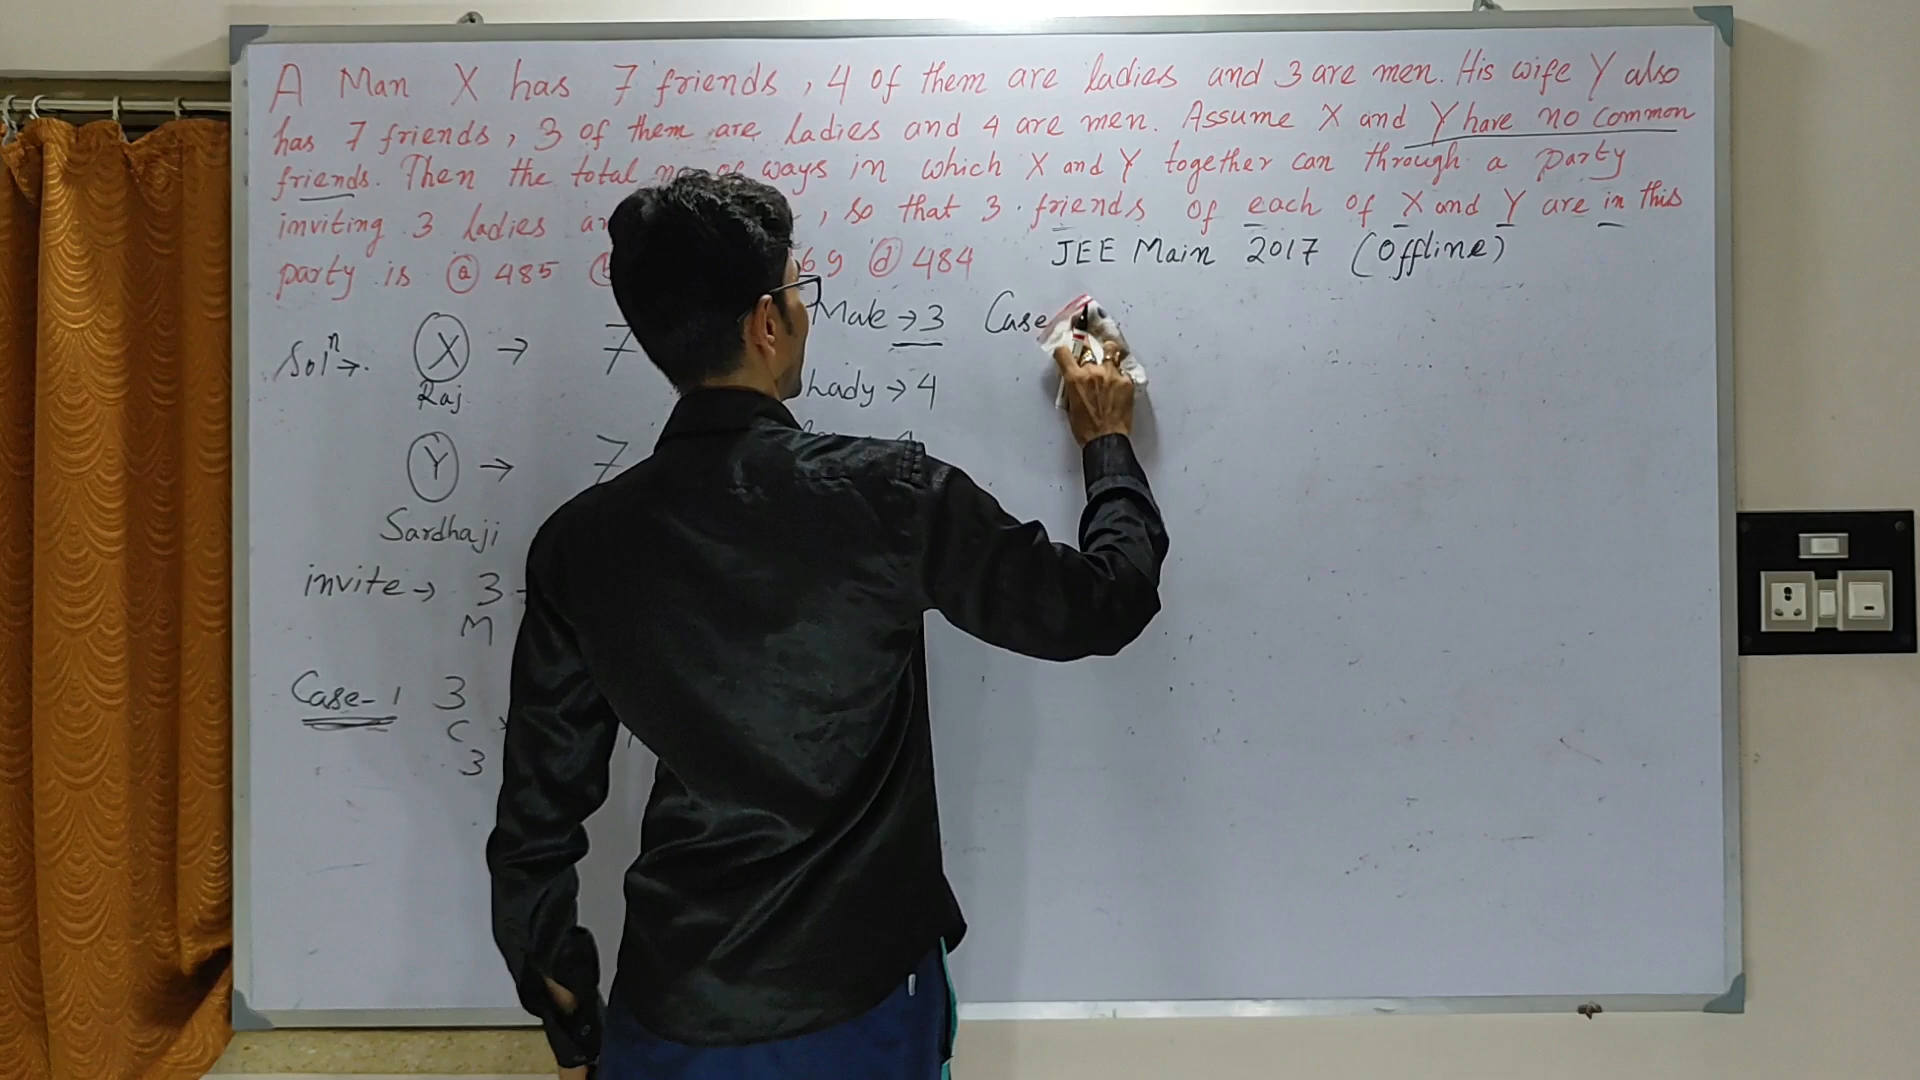 A Man X has 7 friends, 4 of them are ladies and 3 are men. His wife Y also
has 7 friends, 3 of them are ladies and 4 are men. Assume X and Y have no common
friends. Then the total ways in which X and Y together can through a party
inviting 3 ladies , so that 3 friends of each of X and Y are in this
party is ⓐ 485 69 ⓓ 484 JEE Main 2017 (Offline)
Male → 3 Case
Solⁿ →. X → 7
Raj
Lady → 4
Y → 7
Sardhaji
invite → 3
M
Case-1 3
C
3